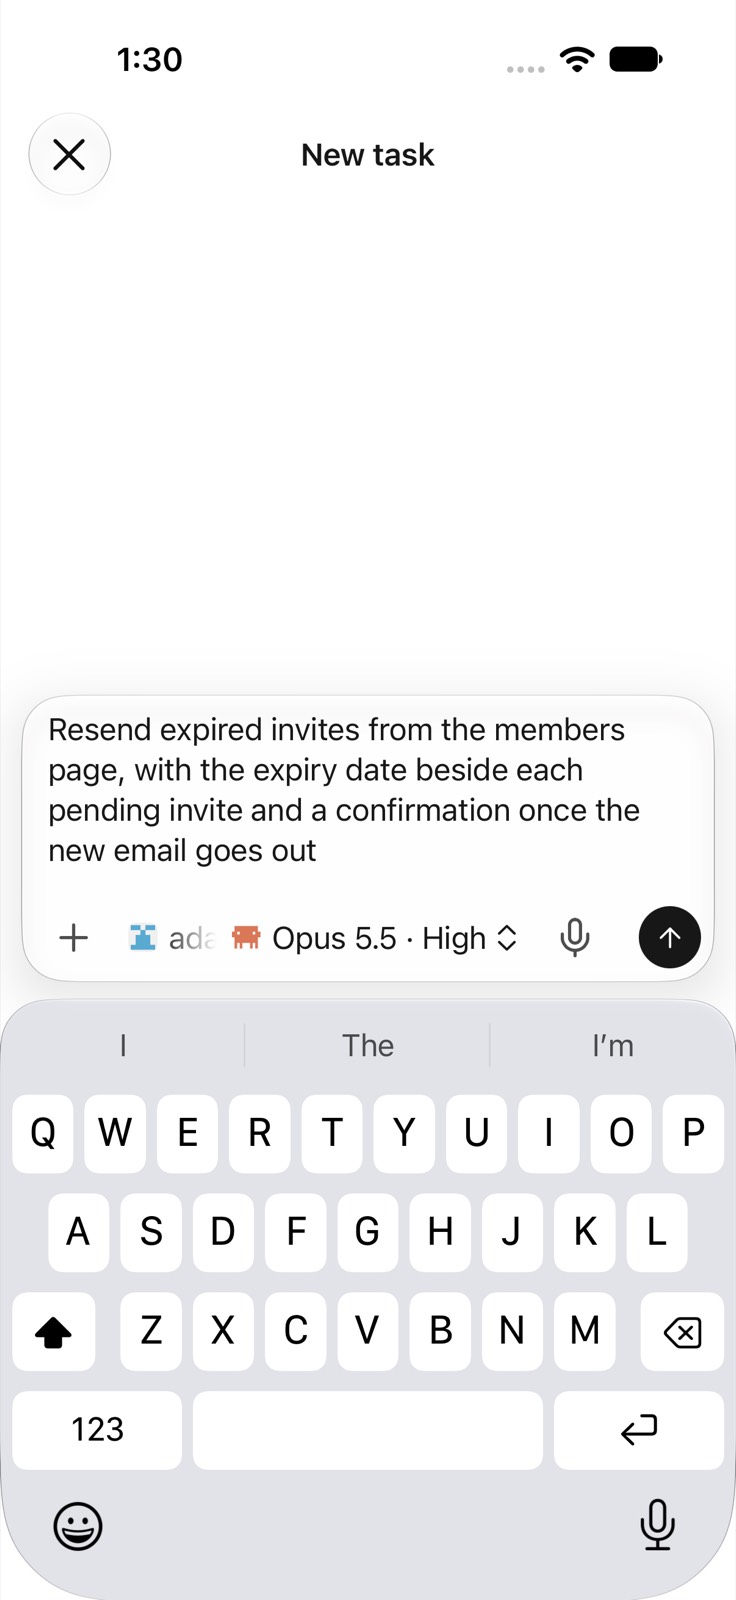 1:30
New task
Resend expired invites from the members
page, with the expiry date beside each
pending invite and a confirmation once the
new email goes out
Opus 5.5 · High
I
The
I’m
Q W E R T Y U I O P
A S D F G H J K L
Z X C V B N M
123